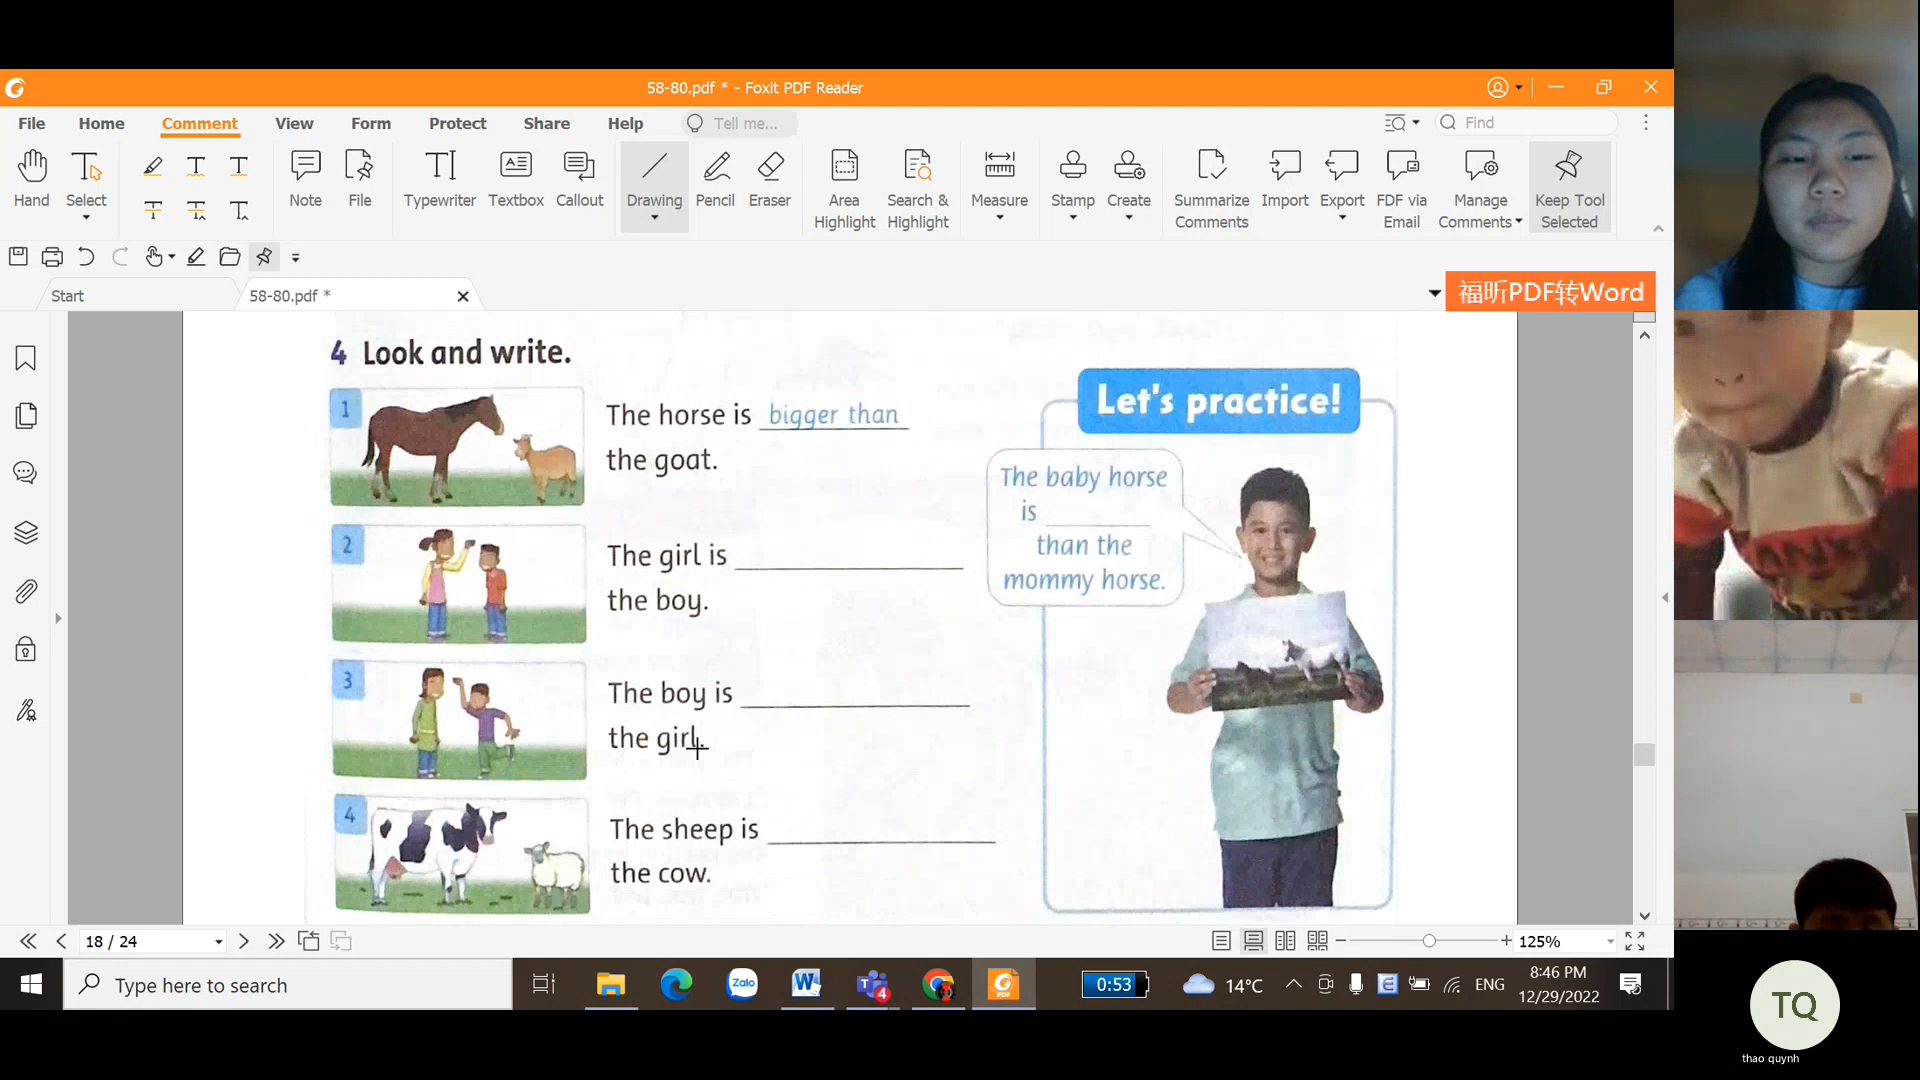 58-80.pdf * - Foxit PDF Reader
File Home Comment View Form Protect Share Help Tell me... Find
Hand Select Note File Typewriter Textbox Callout Drawing Pencil Eraser Area Highlight Search & Highlight Measure Stamp Create Summarize Comments Import Export FDF via Email Manage Comments Keep Tool Selected
Start 58-80.pdf * 福昕PDF转Word
4 Look and write.
1
The horse is bigger than
the goat.
2
The girl is
the boy.
3
The boy is
the girl.
4
The sheep is
the cow.
Let's practice!
The baby horse
is
than the
mommy horse.
18 / 24 125%
Type here to search Zalo 4 PDF 0:53 14°C ENG 8:46 PM
12/29/2022
TQ
thao quynh